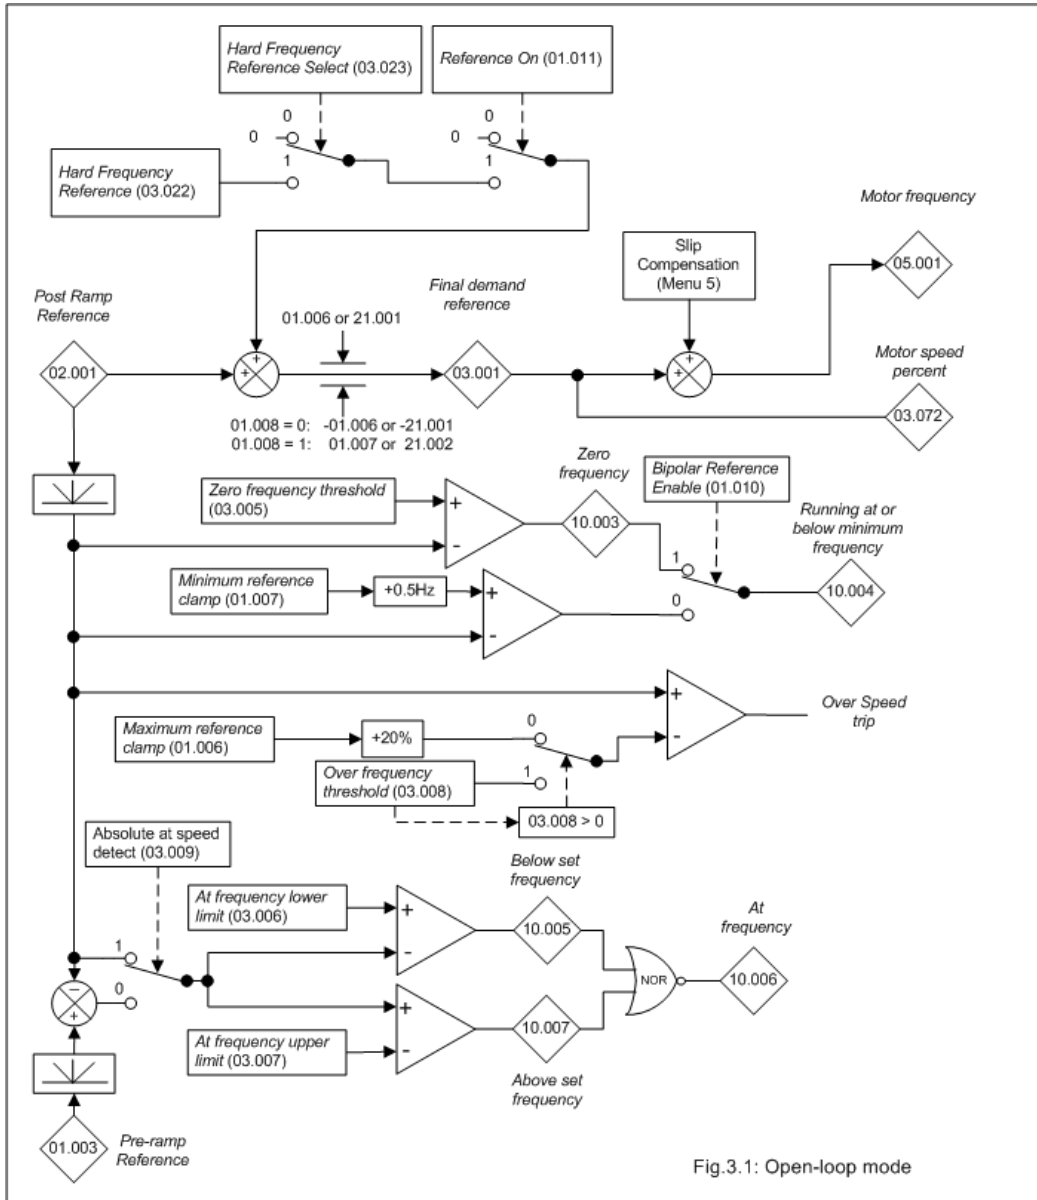 Hard Frequency
Reference Select (03.023)
Reference On (01.011)
0
0
0
0
1
1
Hard Frequency
Reference (03.022)
Motor frequency
Slip
Compensation
(Menu 5)
05.001
Post Ramp
Reference
Final demand
reference
01.006 or 21.001
Motor speed
percent
02.001
+
+
03.001
+
+
03.072
01.008 = 0: -01.006 or -21.001
01.008 = 1: 01.007 or 21.002
Zero
frequency
Bipolar Reference
Enable (01.010)
Zero frequency threshold
(03.005)
+
-
10.003
Running at or
below minimum
frequency
1
Minimum reference
clamp (01.007)
+0.5Hz
+
-
0
10.004
+
-
Over Speed
trip
Maximum reference
clamp (01.006)
+20%
0
Over frequency
threshold (03.008)
1
03.008 > 0
Absolute at speed
detect (03.009)
Below set
frequency
At frequency lower
limit (03.006)
+
-
10.005
At
frequency
1
0
NOR
10.006
−
+
At frequency upper
limit (03.007)
+
-
10.007
Above set
frequency
01.003
Pre-ramp
Reference
Fig.3.1: Open-loop mode